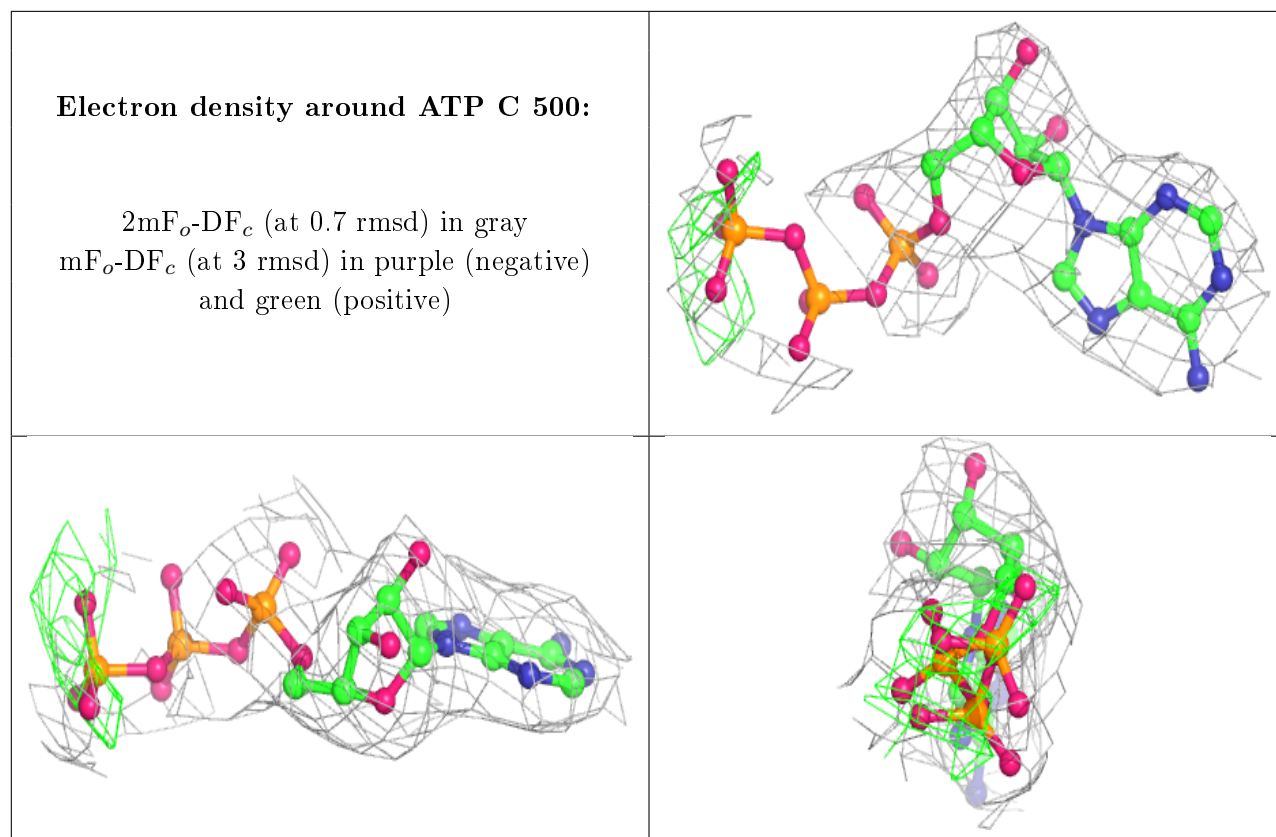 Electron density around ATP C 500:
2mFo-DFc (at 0.7 rmsd) in gray
mFo-DFc (at 3 rmsd) in purple (negative)
and green (positive)